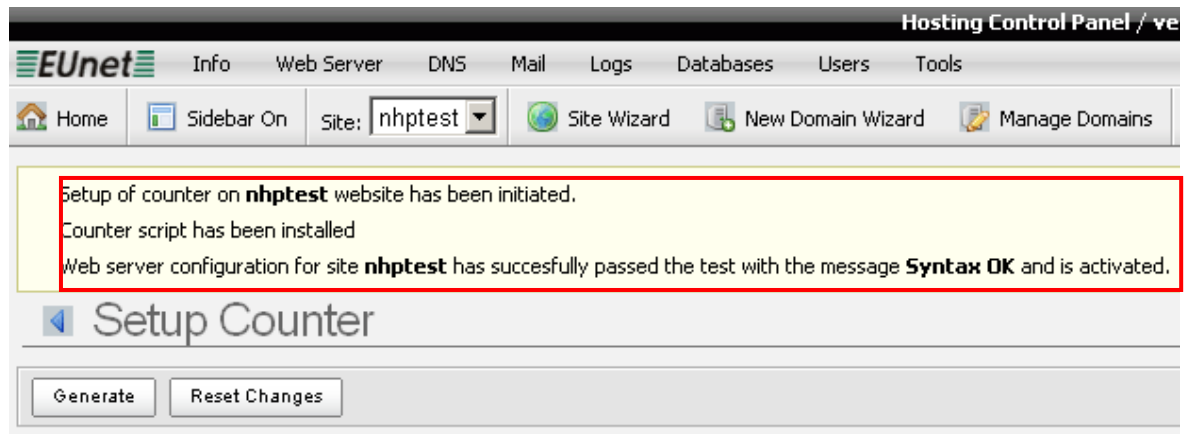 Hosting Control Panel / ve
EUnet Info Web Server DNS Mail Logs Databases Users Tools
Home Sidebar On Site: nhptest Site Wizard New Domain Wizard Manage Domains
Setup of counter on nhptest website has been initiated.
Counter script has been installed
Web server configuration for site nhptest has succesfully passed the test with the message Syntax OK and is activated.
Setup Counter
Generate Reset Changes